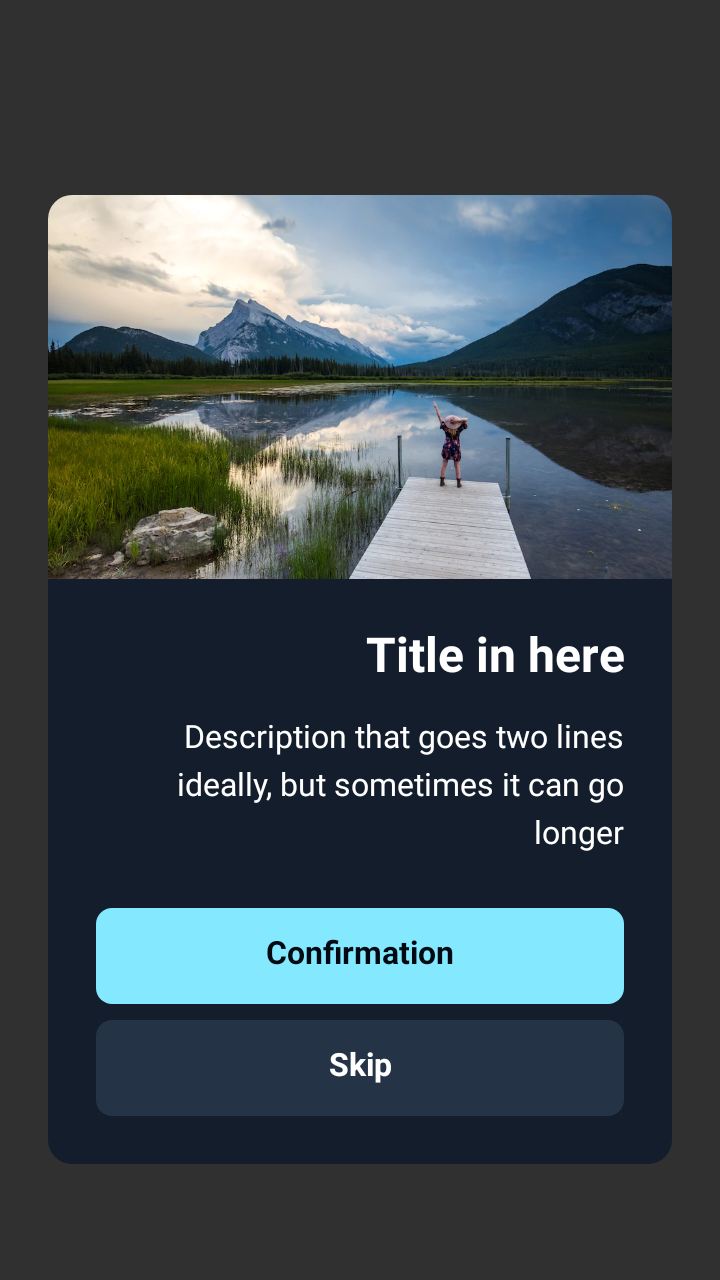 Title in here
Description that goes two lines
ideally, but sometimes it can go
longer
Confirmation
Skip